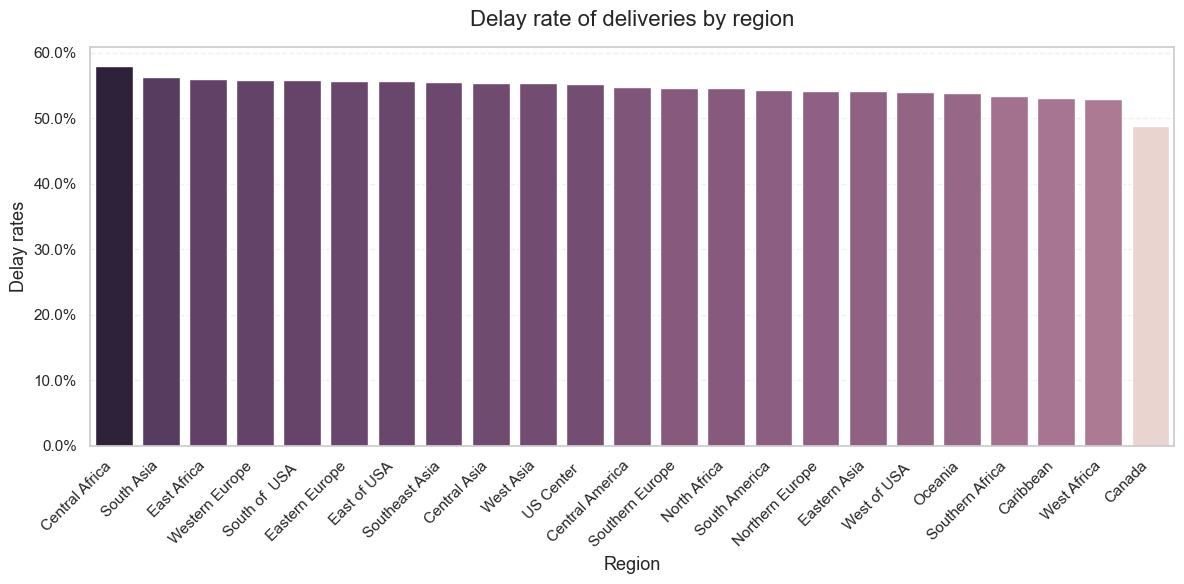 Delay rate of deliveries by region
Delay rates
60.0%
50.0%
40.0%
30.0%
20.0%
10.0%
0.0%
Central Africa
South Asia
East Africa
Western Europe
South of  USA
Eastern Europe
East of USA
Southeast Asia
Central Asia
West Asia
US Center
Central America
Southern Europe
North Africa
South America
Northern Europe
Eastern Asia
West of USA
Oceania
Southern Africa
Caribbean
West Africa
Canada
Region